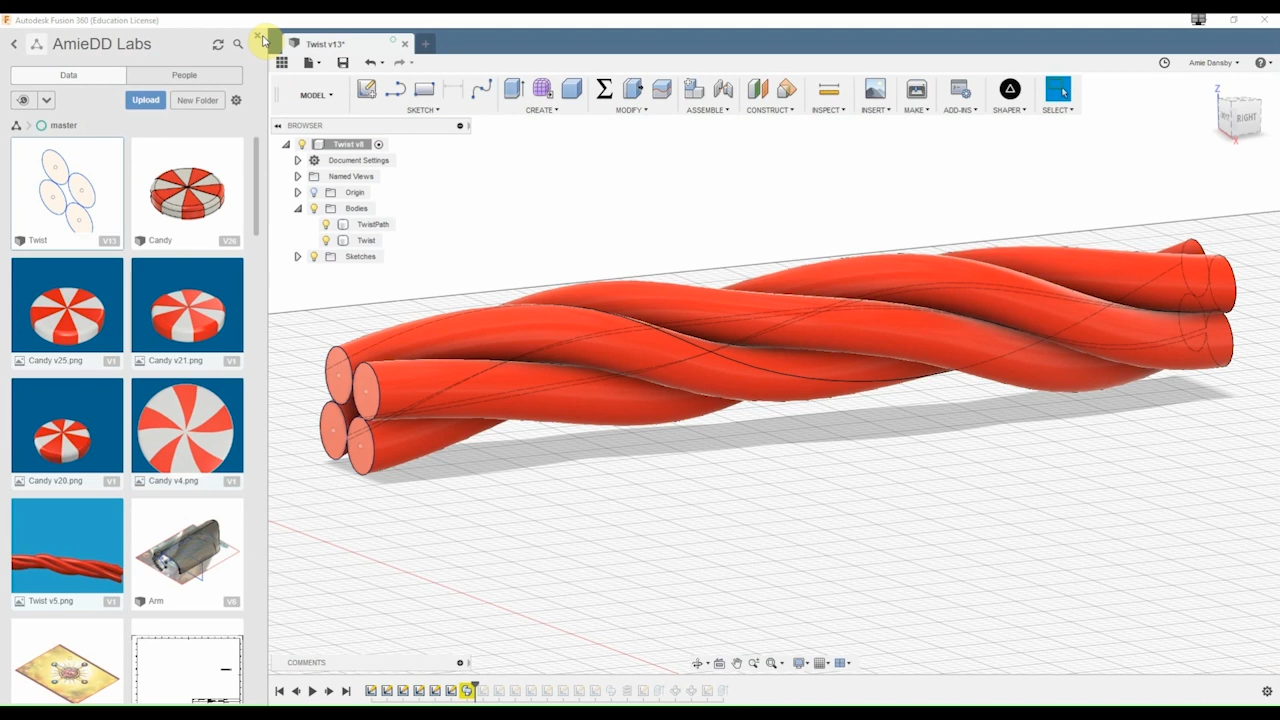 Autodesk Fusion 360 (Education License)
AmieDD Labs
Data
People
Upload
New Folder
master
Twist
V13
Candy
V26
Candy v25.png
V1
Candy v21.png
V1
Candy v20.png
V1
Candy v4.png
V1
Twist v5.png
V1
Arm
V6
Twist v13*
Amie Dansby
MODEL
SKETCH
CREATE
MODIFY
ASSEMBLE
CONSTRUCT
INSPECT
INSERT
MAKE
ADD-INS
SHAPER
SELECT
BROWSER
Twist v8
Document Settings
Named Views
Origin
Bodies
TwistPath
Twist
Sketches
Z
RIGHT
X
COMMENTS